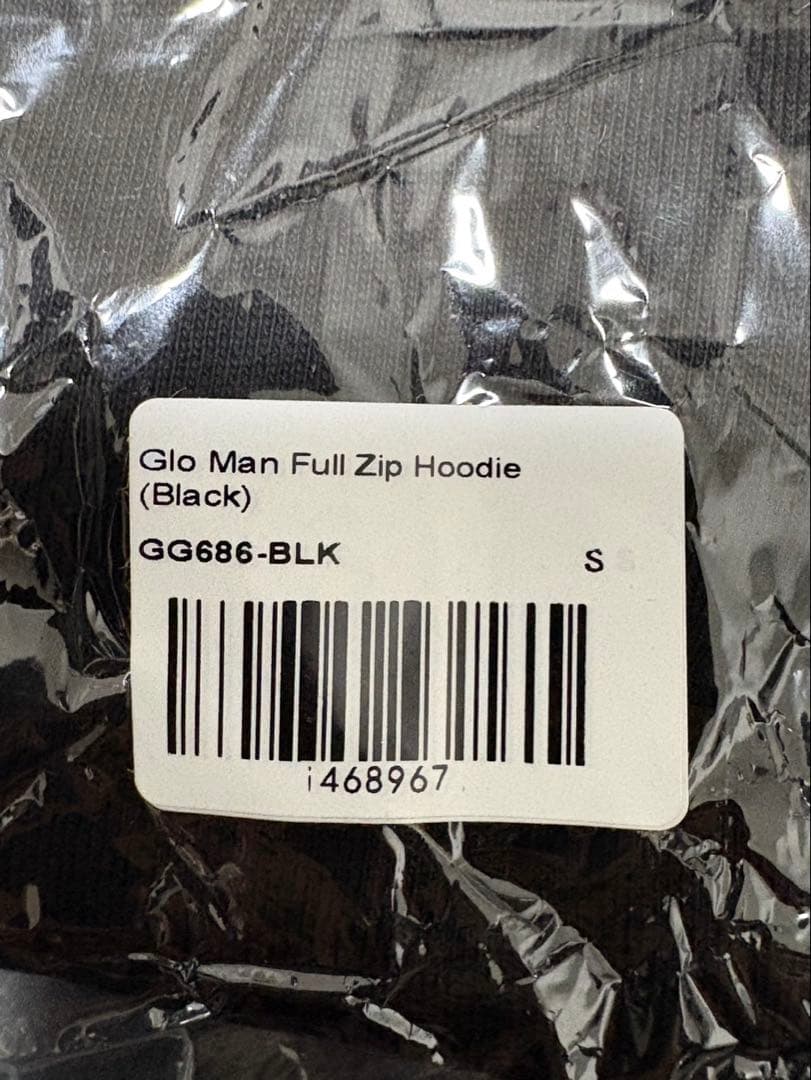 Glo Man Full Zip Hoodie
(Black)
GG686-BLK S
i468967